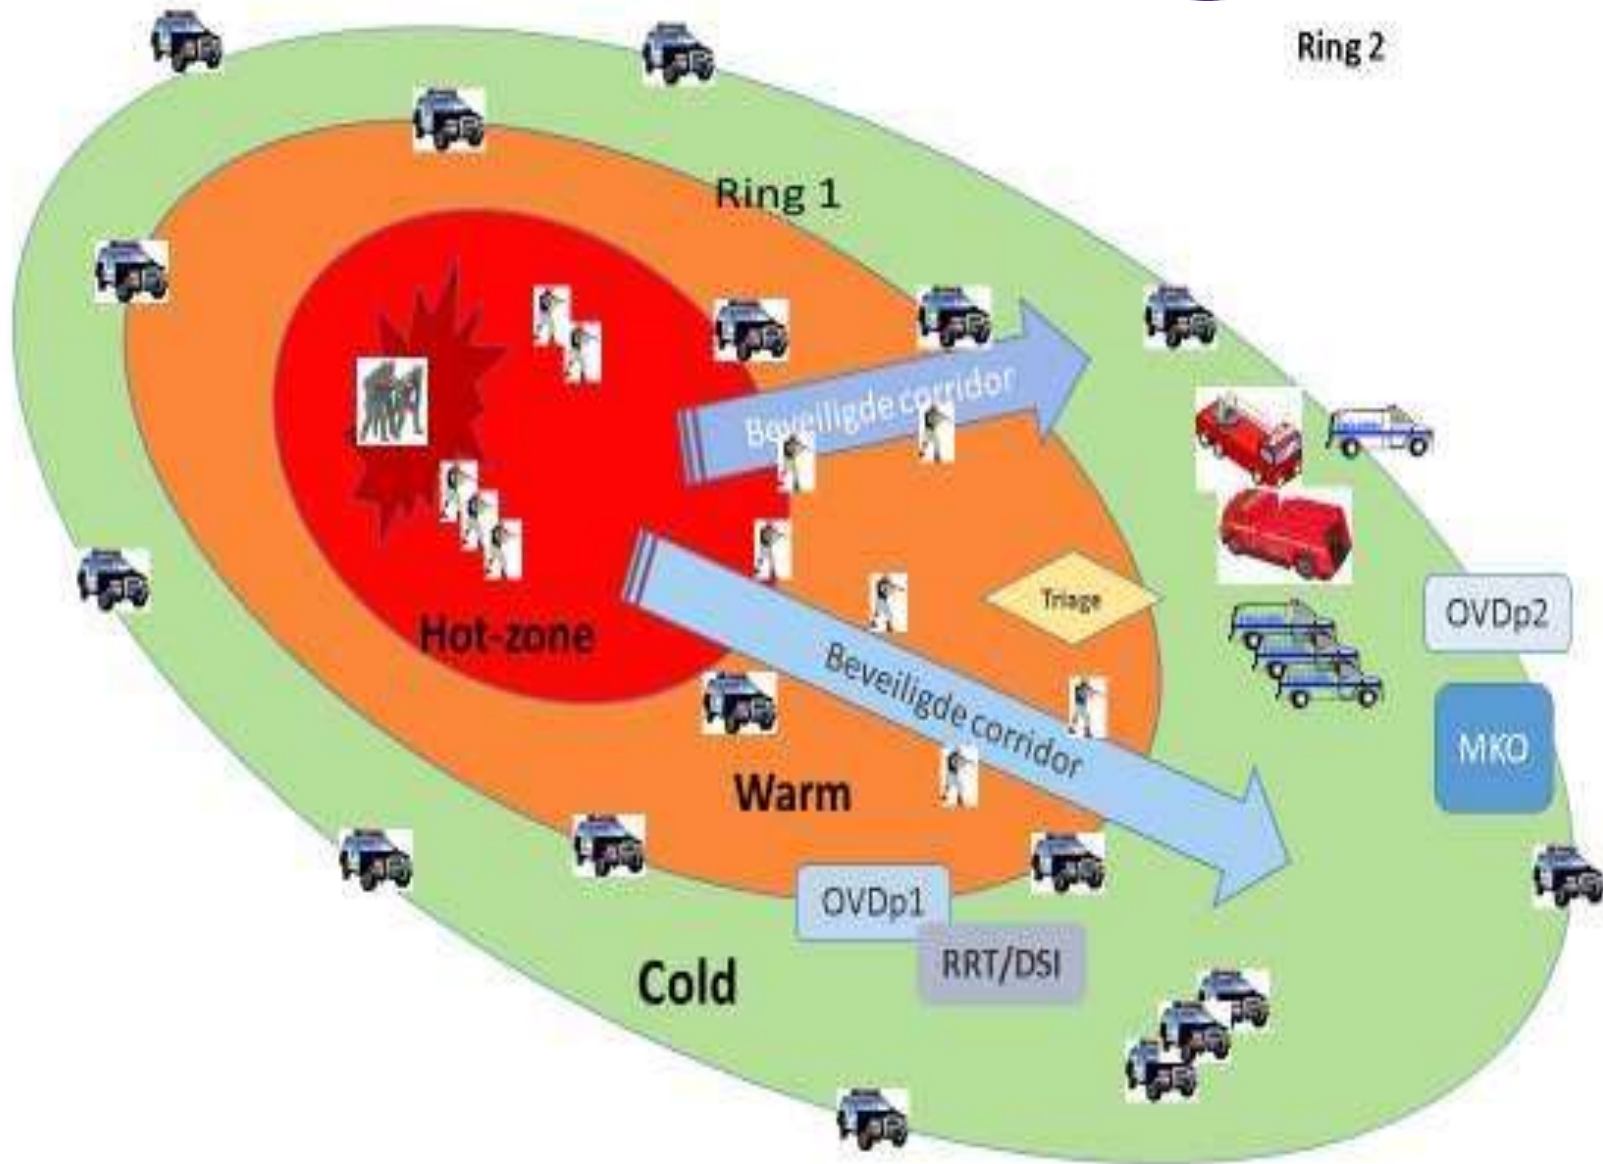 Ring 2
Ring 1
Beveiligde corridor
Hot-zone
Triage
OVDp2
Beveiligde corridor
MKO
Warm
OVDp1
RRT/DSI
Cold